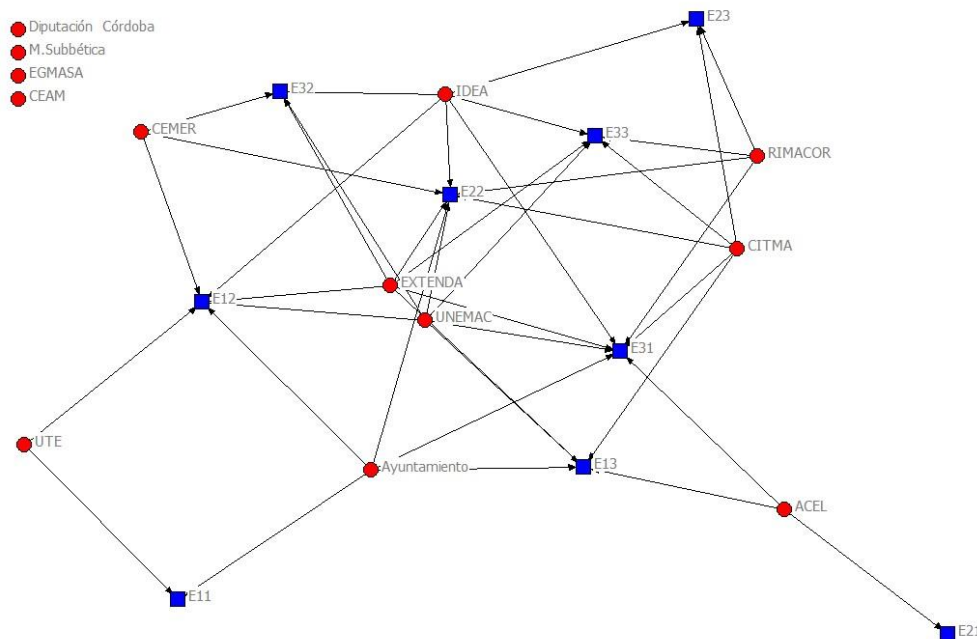 Diputación Córdoba
M.Subbética
EGMASA
CEAM
E23
E32
IDEA
CEMER
E33
RIMACOR
E22
CITMA
EXTENDA
E12
UNEMAC
E31
UTE
Ayuntamiento
E13
ACEL
E11
E21